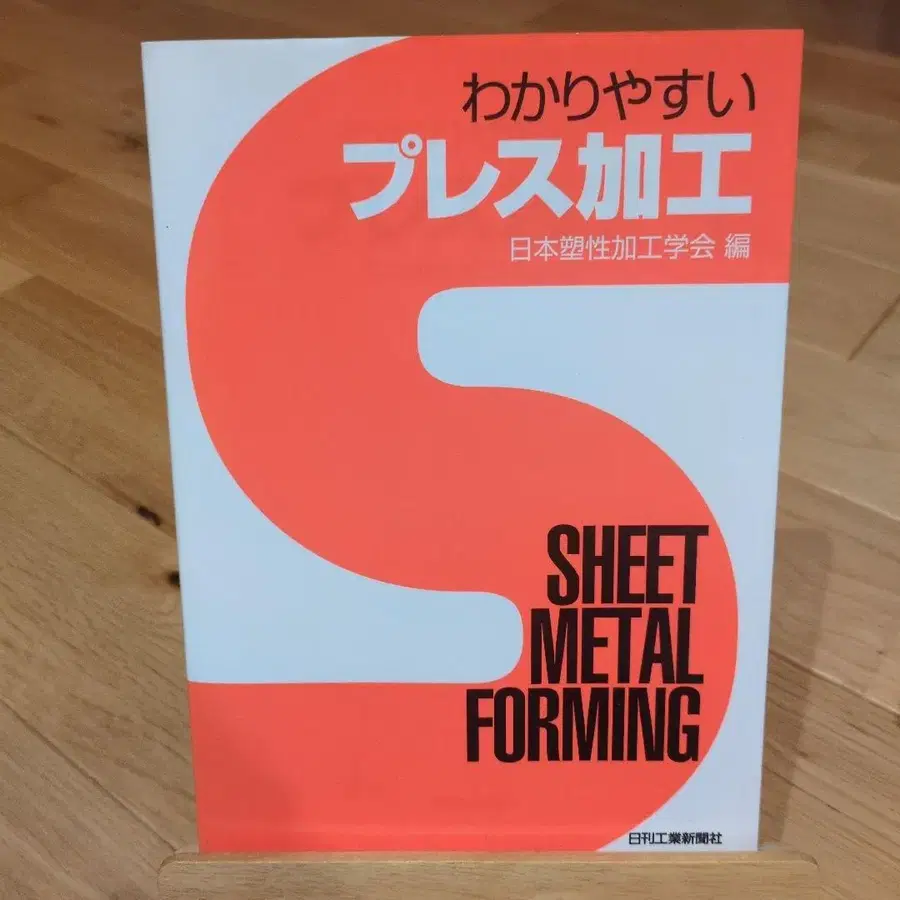 わかりやすい
プレス加工
日本塑性加工学会 編
SHEET
METAL
FORMING
日刊工業新聞社